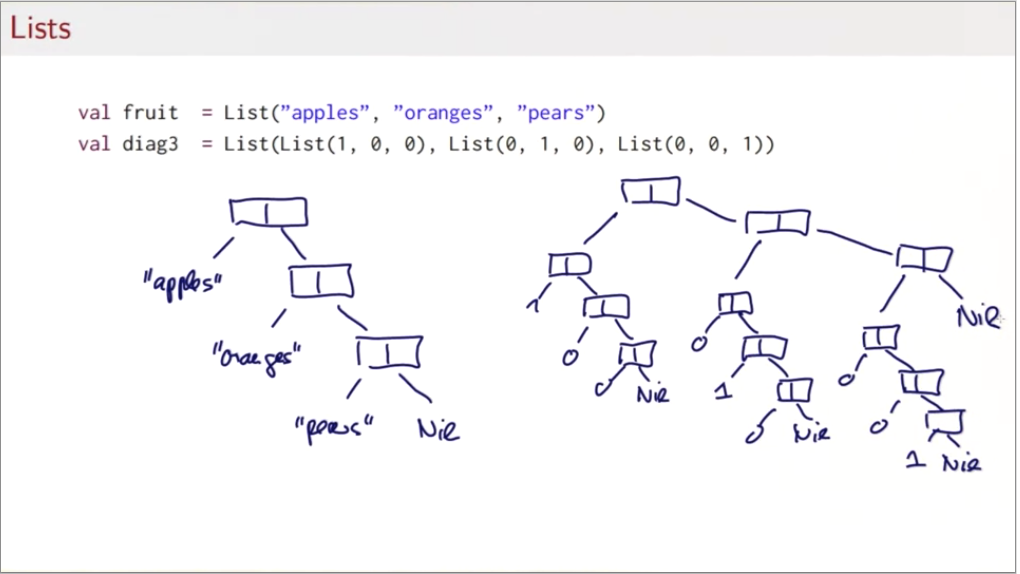 Lists
val fruit = List("apples", "oranges", "pears")
val diag3 = List(List(1, 0, 0), List(0, 1, 0), List(0, 0, 1))
"apples"
"oranges"
"pears" Nil
1
0
0 Nil
0
1
0 Nil
Nil
0
0
1 Nil